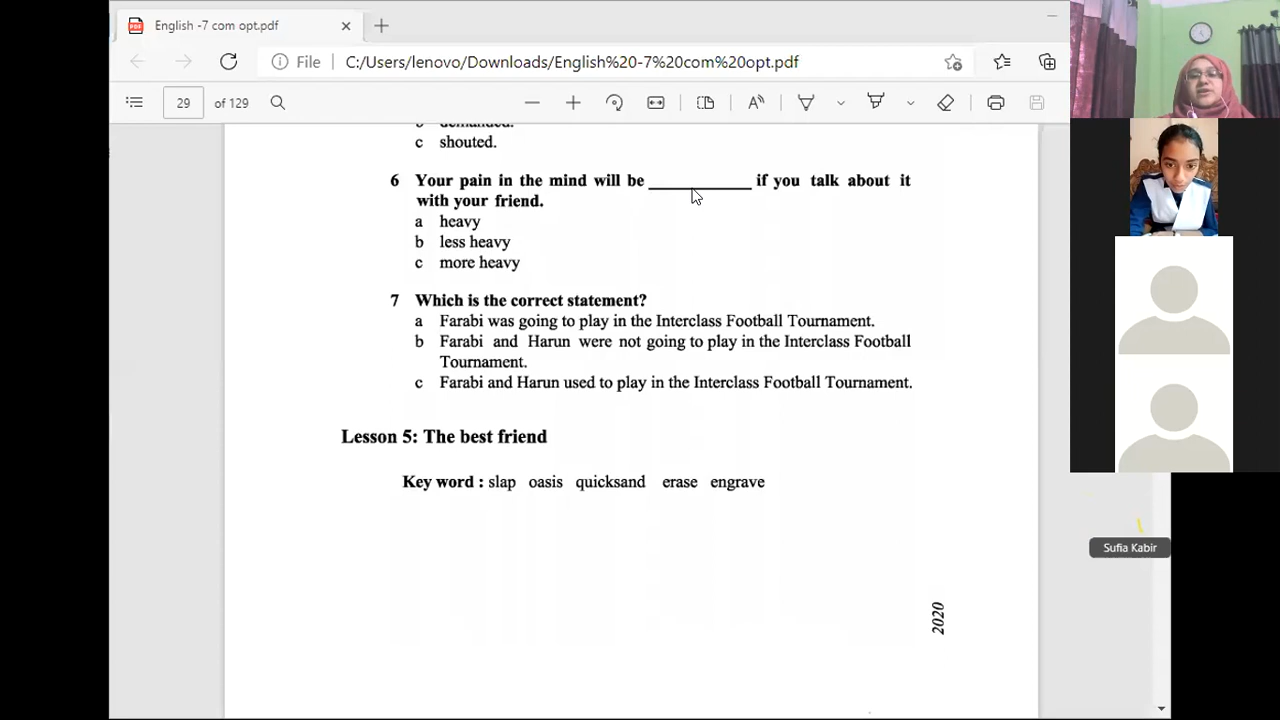 English -7 com opt.pdf
File C:/Users/lenovo/Downloads/English%20-7%20com%20opt.pdf
29 of 129
demanded.
c shouted.
6 Your pain in the mind will be __________ if you talk about it
with your friend.
a heavy
b less heavy
c more heavy
7 Which is the correct statement?
a Farabi was going to play in the Interclass Football Tournament.
b Farabi and Harun were not going to play in the Interclass Football
Tournament.
c Farabi and Harun used to play in the Interclass Football Tournament.
Lesson 5: The best friend
Key word : slap oasis quicksand erase engrave
2020
Sufia Kabir